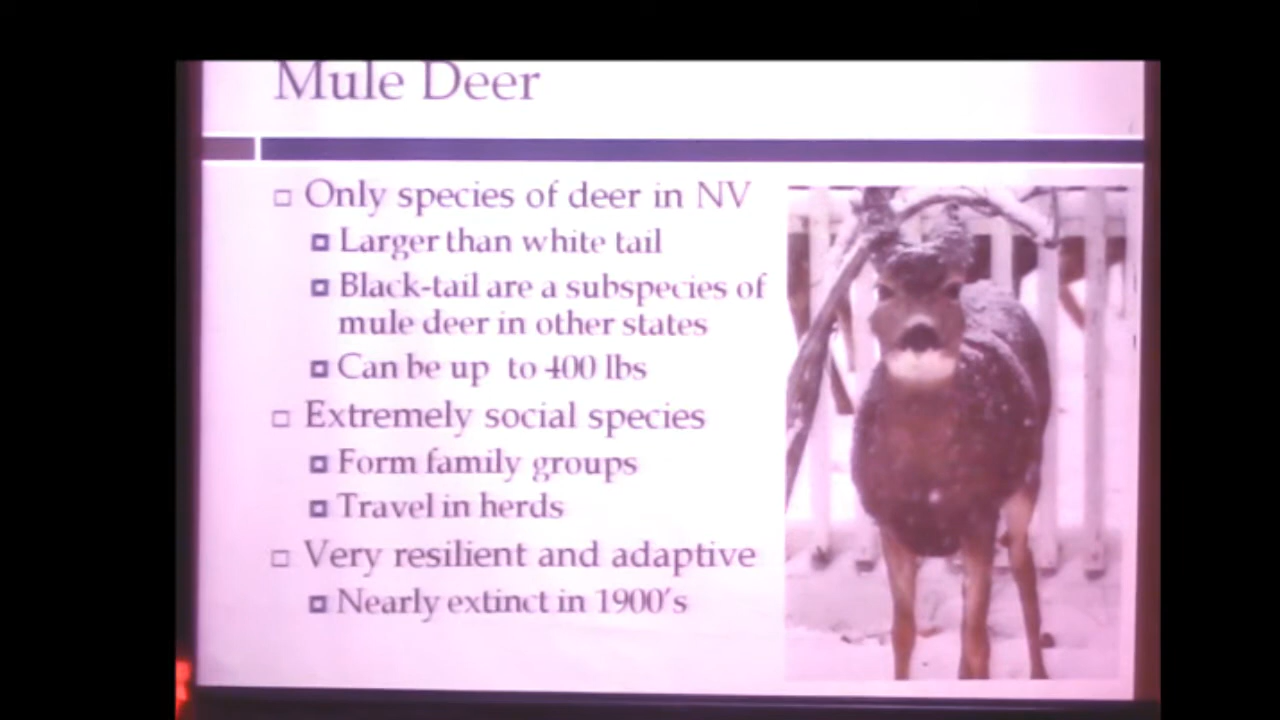 Mule Deer
Only species of deer in NV
Larger than white tail
Black-tail are a subspecies of
mule deer in other states
Can be up to 400 lbs
Extremely social species
Form family groups
Travel in herds
Very resilient and adaptive
Nearly extinct in 1900's